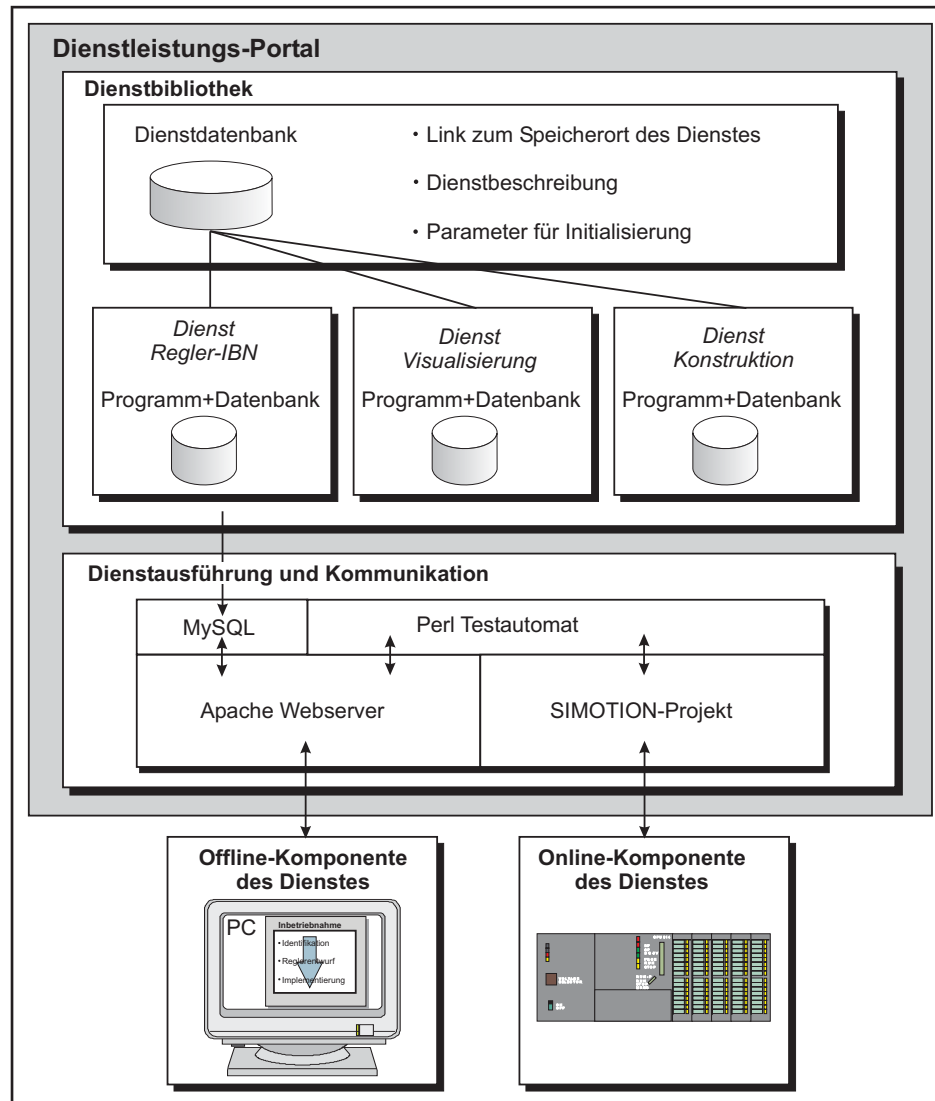 Dienstleistungs-Portal
Dienstbibliothek
Dienstdatenbank
• Link zum Speicherort des Dienstes
• Dienstbeschreibung
• Parameter für Initialisierung
Dienst
Regler-IBN
Programm+Datenbank
Dienst
Visualisierung
Programm+Datenbank
Dienst
Konstruktion
Programm+Datenbank
Dienstausführung und Kommunikation
MySQL
Perl Testautomat
Apache Webserver
SIMOTION-Projekt
Offline-Komponente
des Dienstes
PC
Inbetriebnahme
• Identifikation
• Reglerentwurf
• Implementierung
Online-Komponente
des Dienstes